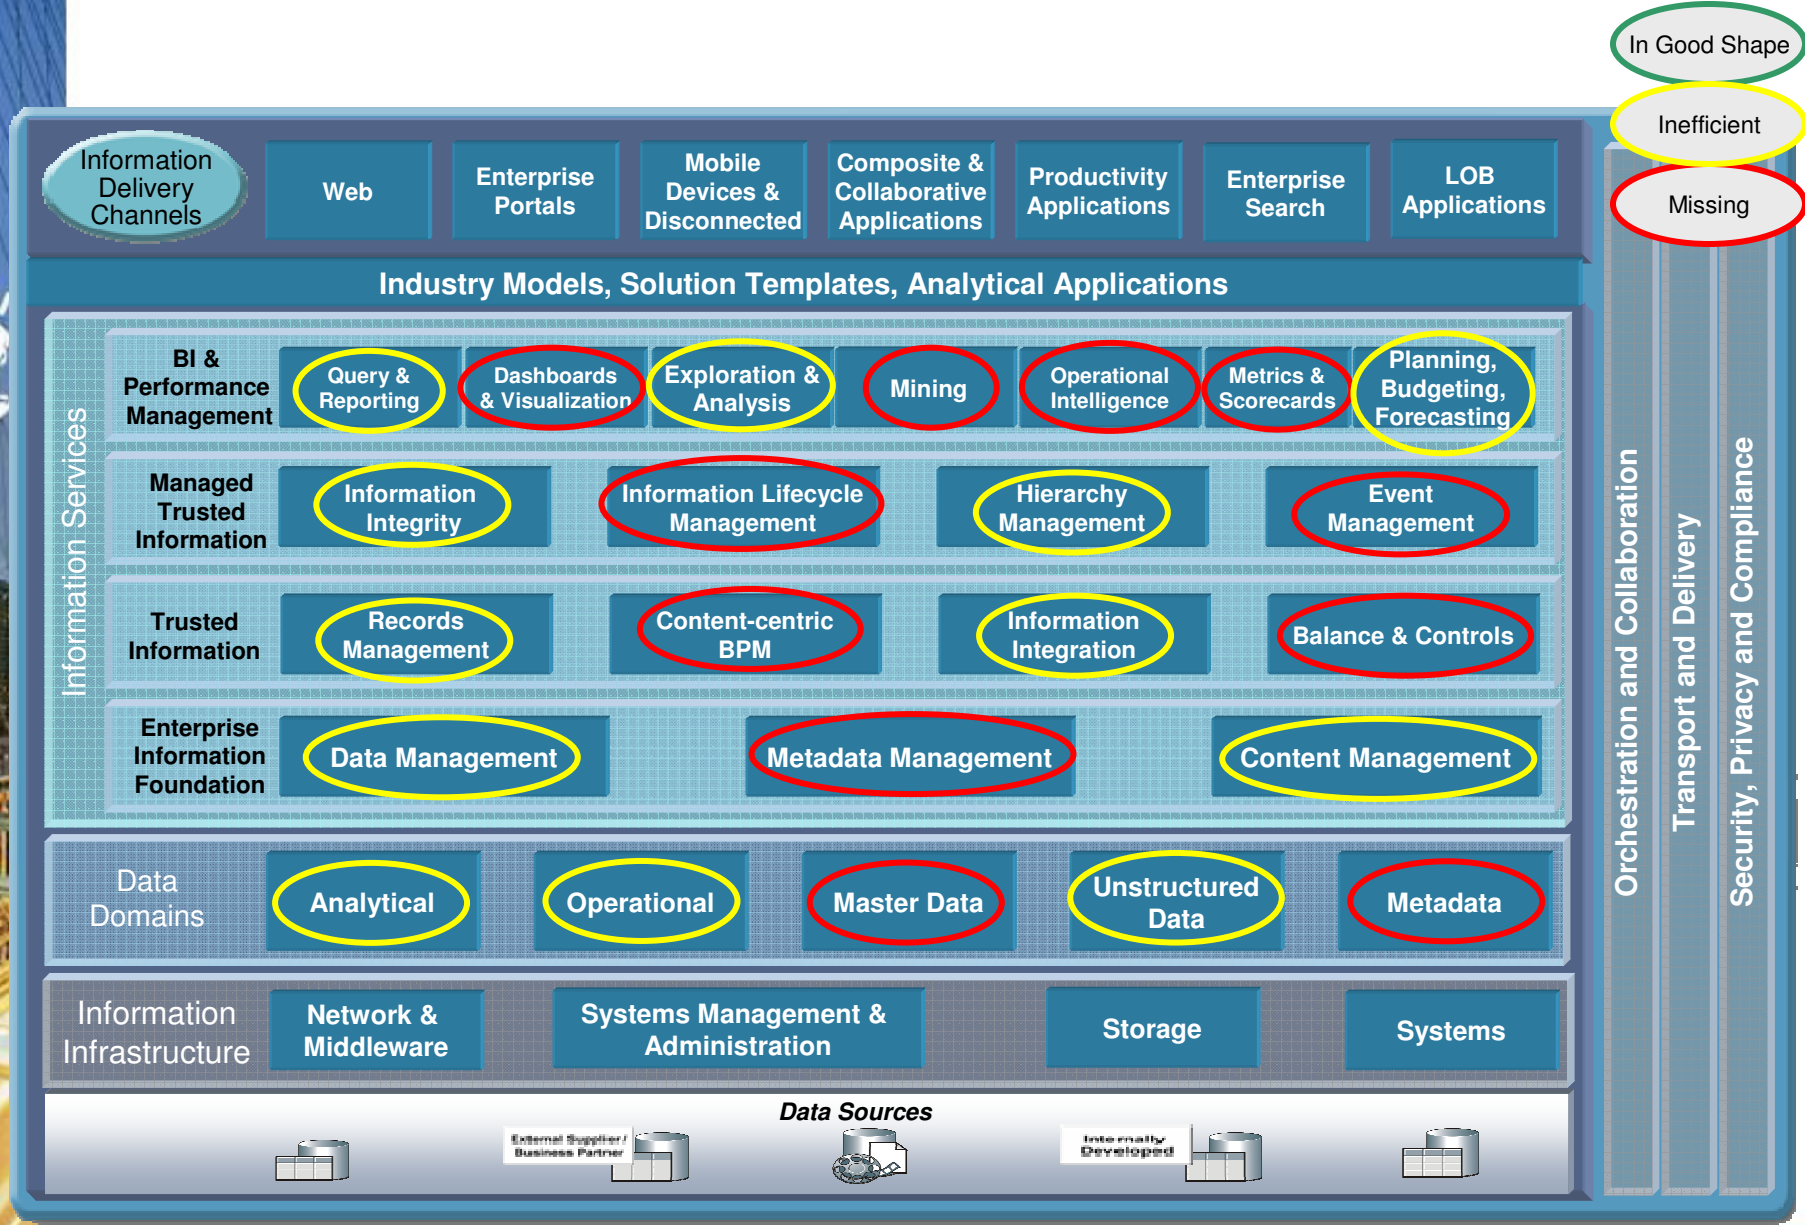 In Good Shape
Inefficient
Missing
Information
Delivery
Channels
Web
Enterprise
Portals
Mobile
Devices &
Disconnected
Composite &
Collaborative
Applications
Productivity
Applications
Enterprise
Search
LOB
Applications
Industry Models, Solution Templates, Analytical Applications
Information Services
BI &
Performance
Management
Query &
Reporting
Dashboards
& Visualization
Exploration &
Analysis
Mining
Operational
Intelligence
Metrics &
Scorecards
Planning,
Budgeting,
Forecasting
Managed
Trusted
Information
Information
Integrity
Information Lifecycle
Management
Hierarchy
Management
Event
Management
Trusted
Information
Records
Management
Content-centric
BPM
Information
Integration
Balance & Controls
Enterprise
Information
Foundation
Data Management
Metadata Management
Content Management
Data
Domains
Analytical
Operational
Master Data
Unstructured
Data
Metadata
Information
Infrastructure
Network &
Middleware
Systems Management &
Administration
Storage
Systems
Data Sources
External Supplier/
Business Partner
Internally
Developed
Orchestration and Collaboration
Transport and Delivery
Security, Privacy and Compliance